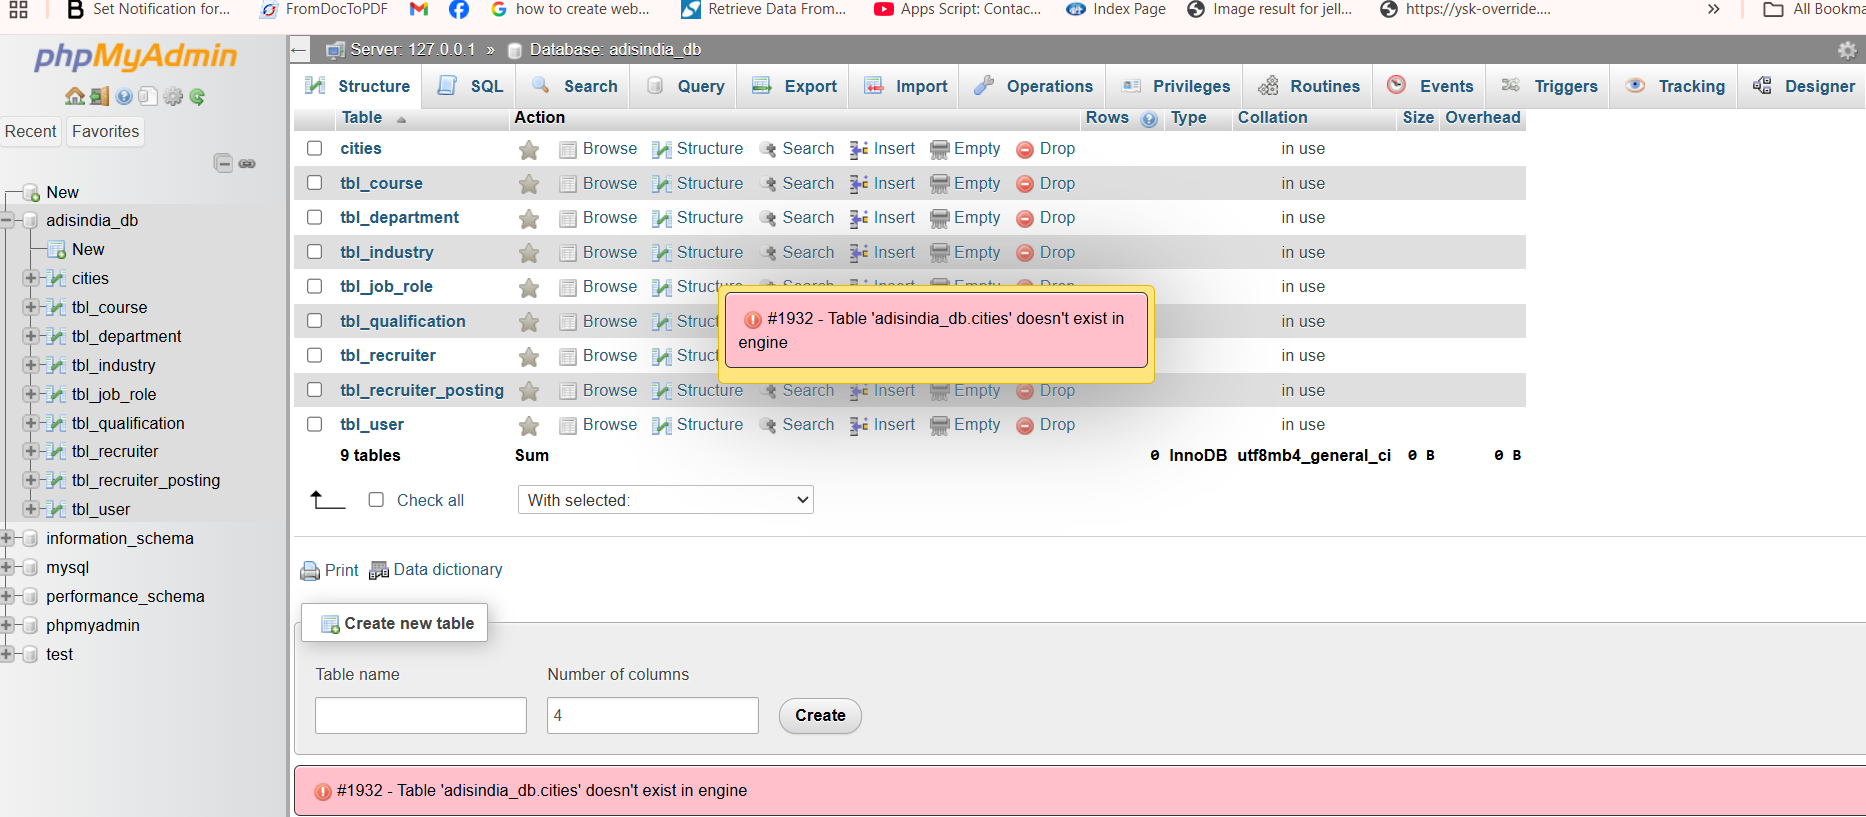 Set Notification for...
FromDocToPDF
how to create web...
Retrieve Data From...
Apps Script: Contac...
Index Page
Image result for jell...
https://ysk-override....
»
All Bookma
phpMyAdmin
Recent
Favorites
New
adisindia_db
New
cities
tbl_course
tbl_department
tbl_industry
tbl_job_role
tbl_qualification
tbl_recruiter
tbl_recruiter_posting
tbl_user
information_schema
mysql
performance_schema
phpmyadmin
test
Server: 127.0.0.1 » Database: adisindia_db
Structure SQL Search Query Export Import Operations Privileges Routines Events Triggers Tracking Designer
Table Action Rows Type Collation Size Overhead
cities Browse Structure Search Insert Empty Drop in use
tbl_course Browse Structure Search Insert Empty Drop in use
tbl_department Browse Structure Search Insert Empty Drop in use
tbl_industry Browse Structure Search Insert Empty Drop in use
tbl_job_role Browse Structure Search Insert Empty Drop in use
tbl_qualification Browse Struct in use
tbl_recruiter Browse Struct in use
tbl_recruiter_posting Browse Structure Search Insert Empty Drop in use
tbl_user Browse Structure Search Insert Empty Drop in use
9 tables Sum 0 InnoDB utf8mb4_general_ci 0 B 0 B
#1932 - Table 'adisindia_db.cities' doesn't exist in
engine
Check all With selected:
Print Data dictionary
Create new table
Table name Number of columns
4 Create
#1932 - Table 'adisindia_db.cities' doesn't exist in engine